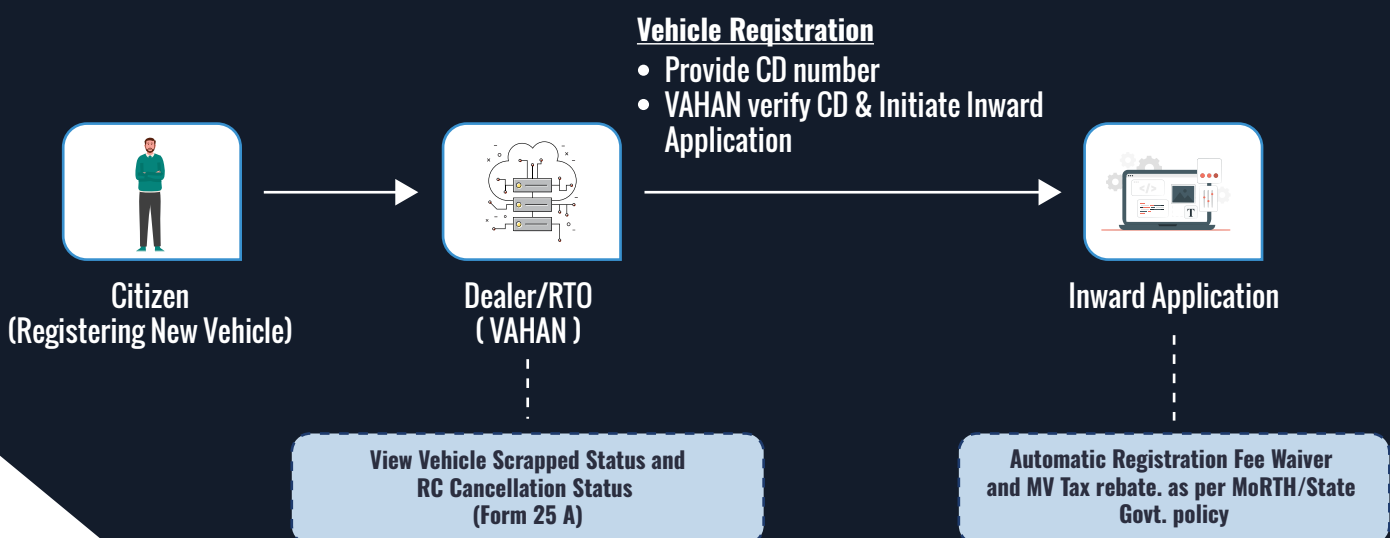 Vehicle Registration
• Provide CD number
• VAHAN verify CD & Initiate Inward
Application
Citizen
(Registering New Vehicle)
Dealer/RTO
( VAHAN )
Inward Application
View Vehicle Scrapped Status and
RC Cancellation Status
(Form 25 A)
Automatic Registration Fee Waiver
and MV Tax rebate. as per MoRTH/State
Govt. policy